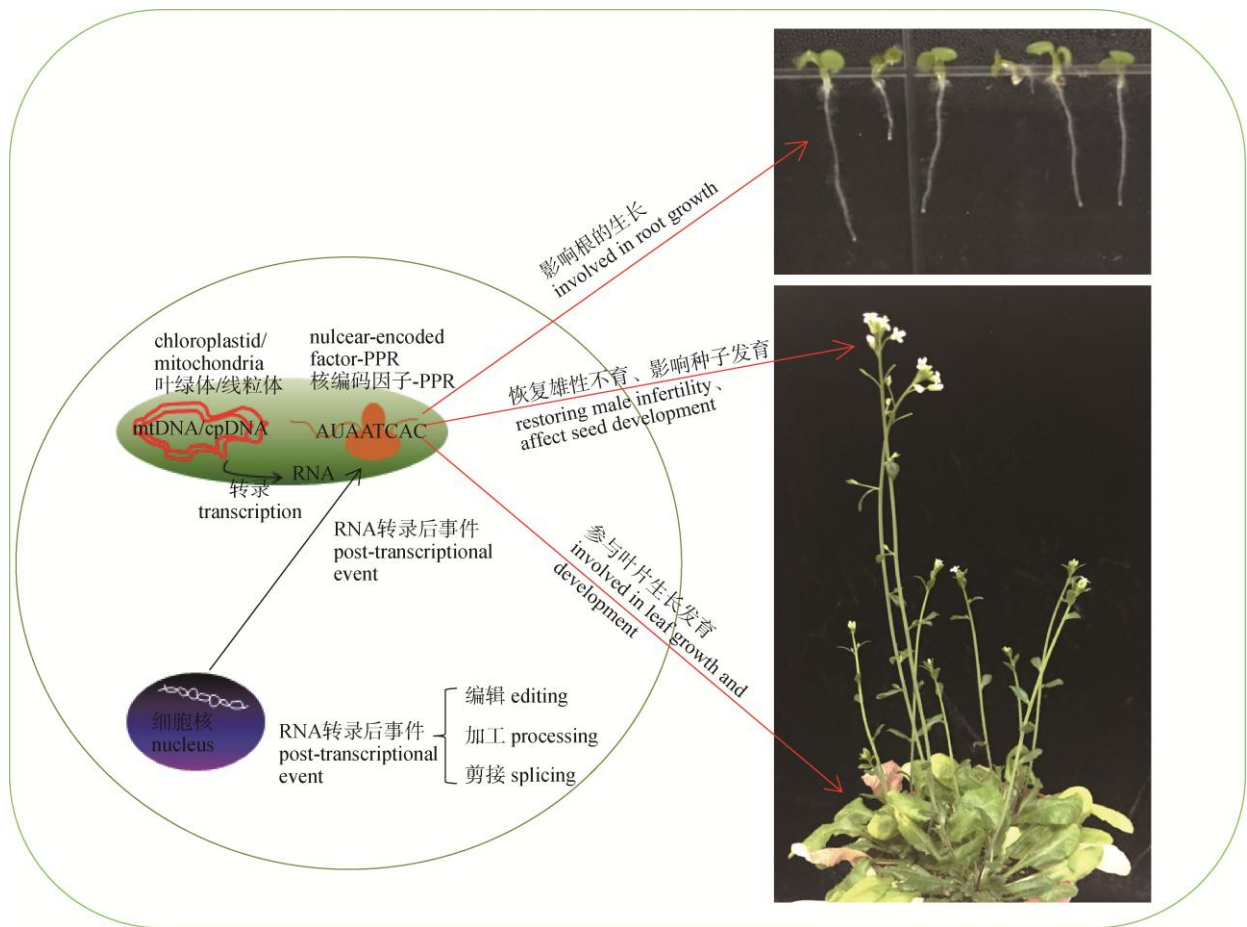 影响根的生长
involved in root growth
chloroplastid/
mitochondria
叶绿体/线粒体
nulcear-encoded
factor-PPR
核编码因子-PPR
mtDNA/cpDNA
AUAATCAC
RNA
转录
transcription
恢复雄性不育、影响种子发育
restoring male infertility、
affect seed development
RNA转录后事件
post-transcriptional
event
参与叶片生长发育
involved in leaf growth and
development
细胞核
nucleus
RNA转录后事件
post-transcriptional
event
编辑 editing
加工 processing
剪接 splicing